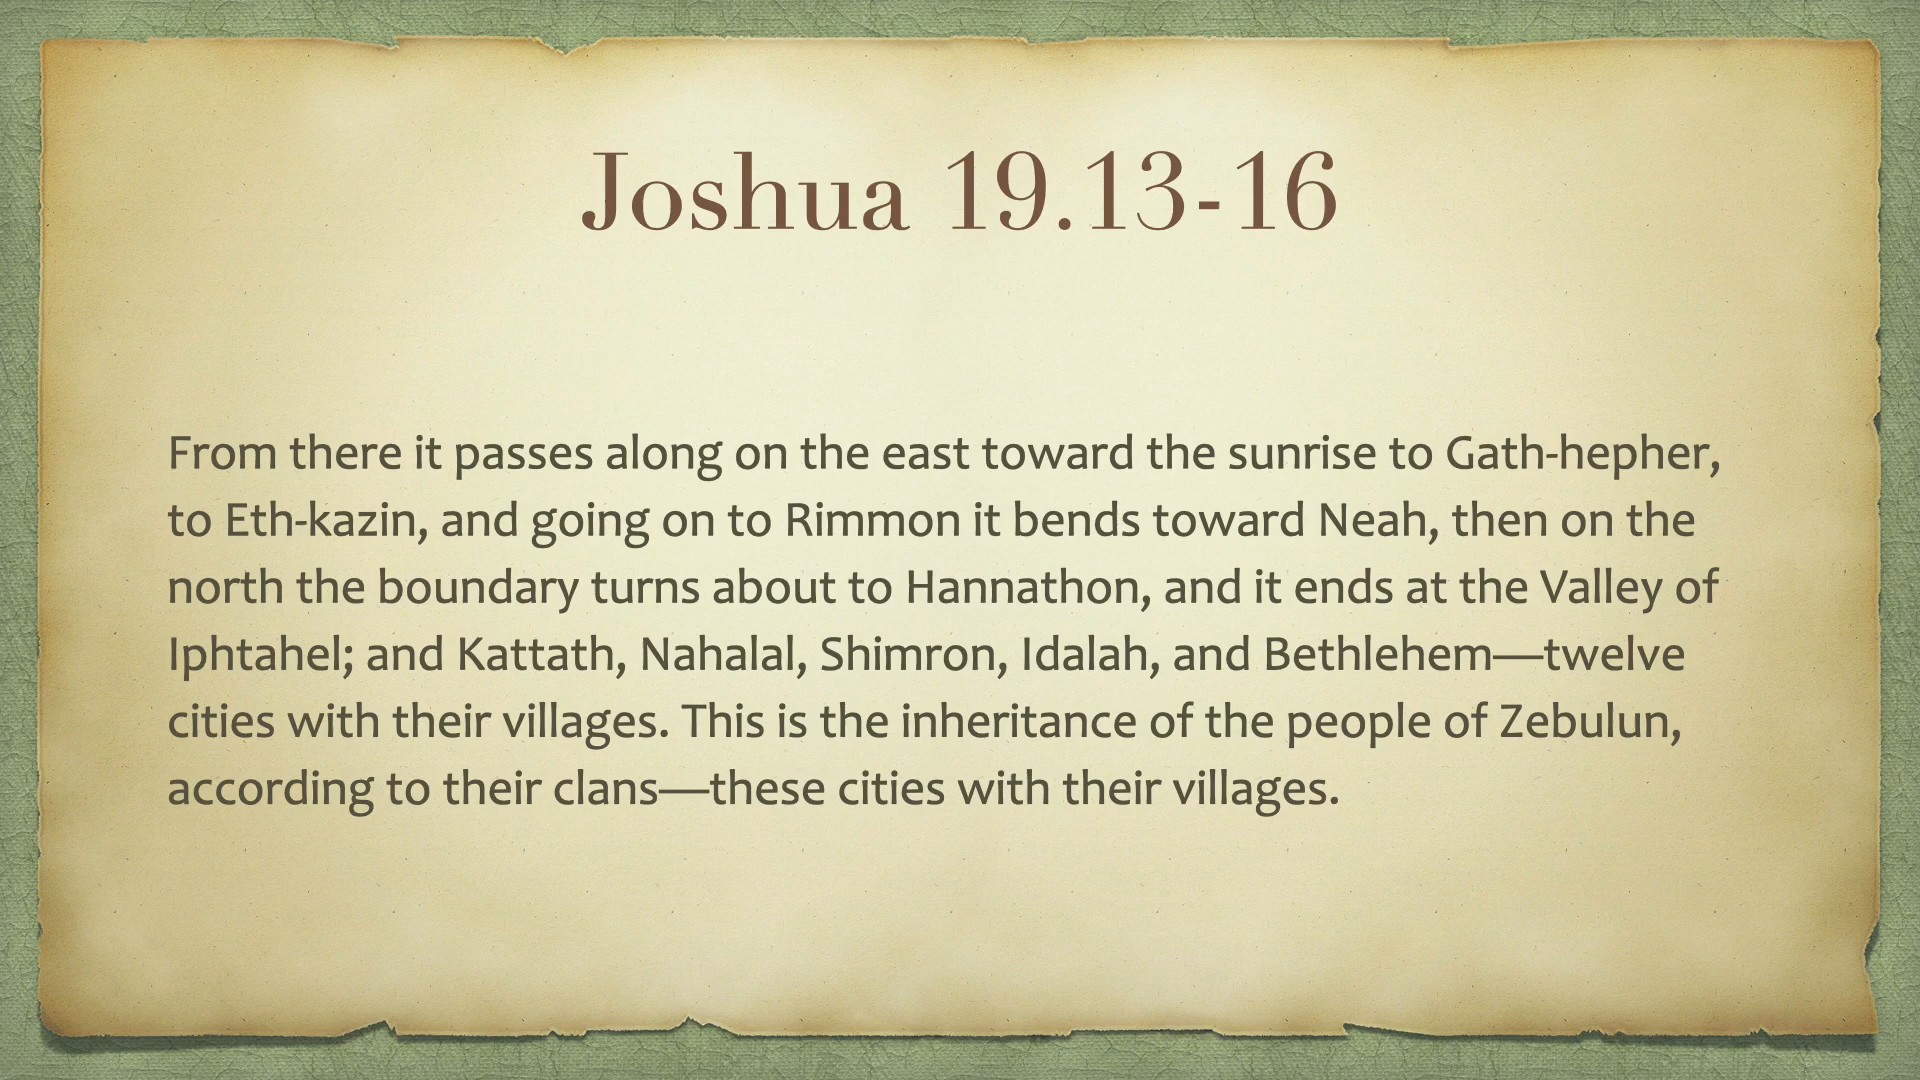 Joshua 19.13-16
From there it passes along on the east toward the sunrise to Gath-hepher,
to Eth-kazin, and going on to Rimmon it bends toward Neah, then on the
north the boundary turns about to Hannathon, and it ends at the Valley of
Iphtahel; and Kattath, Nahalal, Shimron, Idalah, and Bethlehem—twelve
cities with their villages. This is the inheritance of the people of Zebulun,
according to their clans—these cities with their villages.